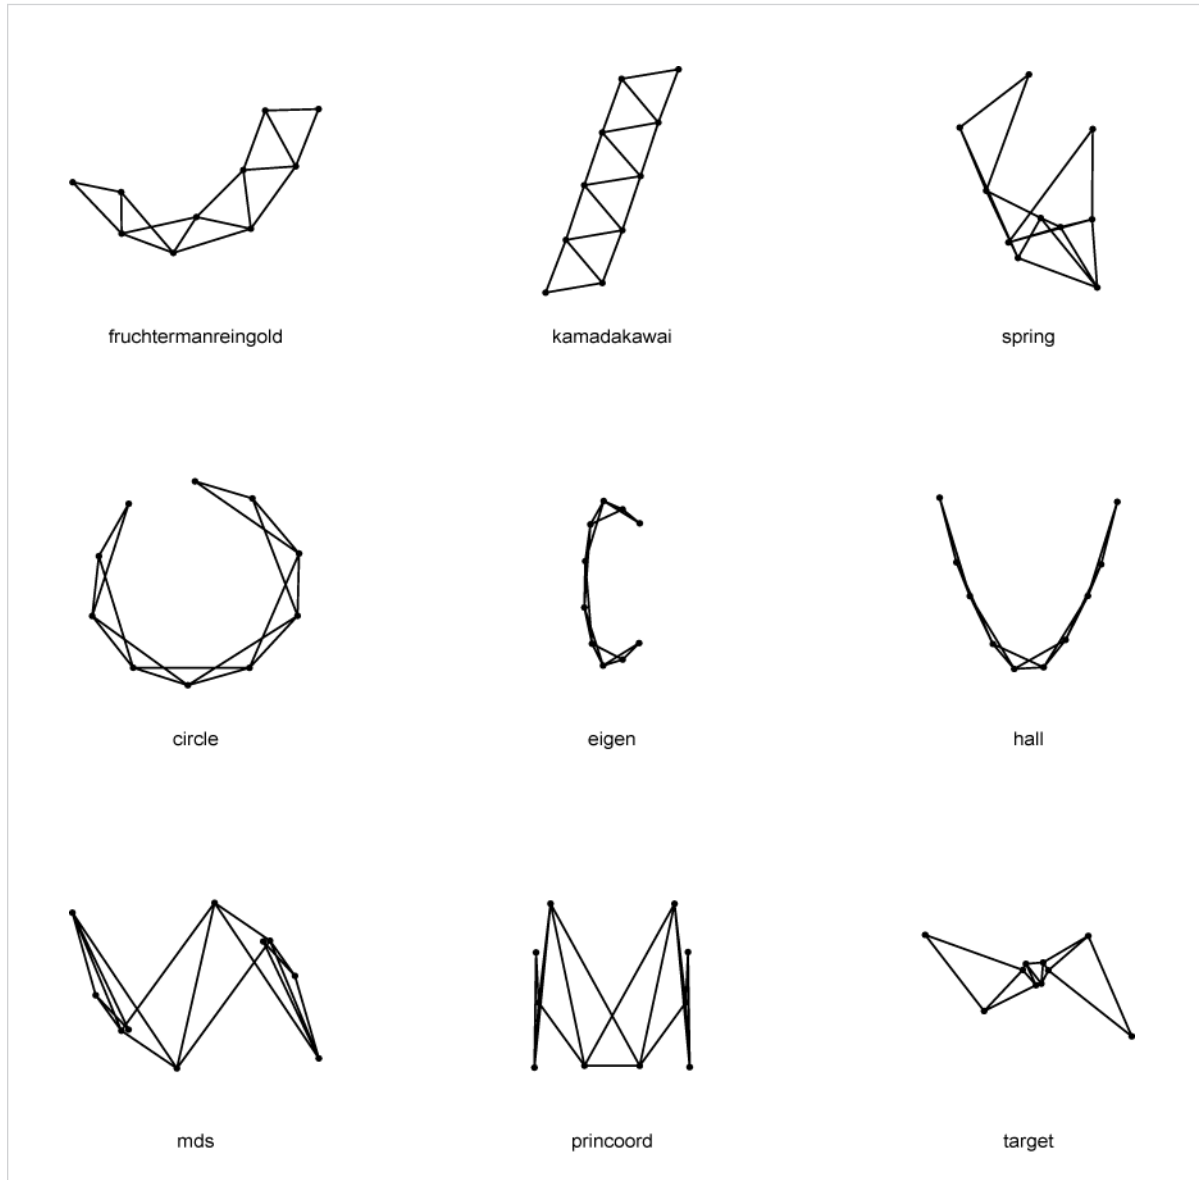 fruchtermanreingold
kamadakawai
spring
circle
eigen
hall
mds
princoord
target